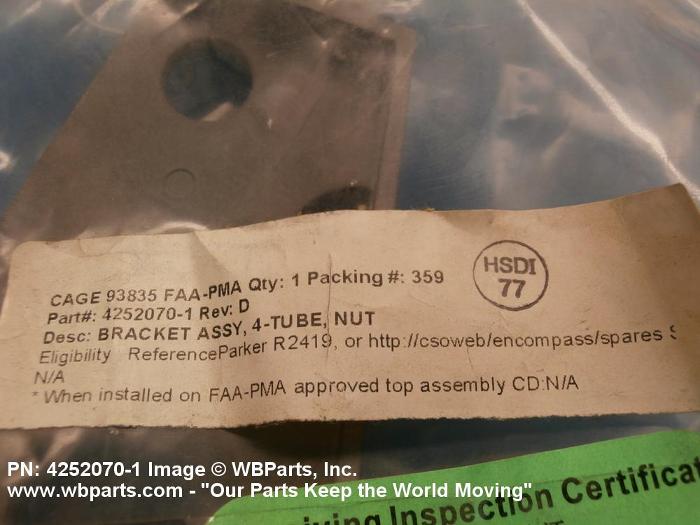 CAGE 93835 FAA-PMA Qty: 1 Packing #: 359
HSDI
77
Part#: 4252070-1 Rev: D
Desc: BRACKET ASSY, 4-TUBE, NUT
Eligibility ReferenceParker R2419, or http://csoweb/encompass/spares S
N/A
* When installed on FAA-PMA approved top assembly CD:N/A
PN: 4252070-1 Image © WBParts, Inc.
www.wbparts.com - "Our Parts Keep the World Moving"
Inspection Certificat